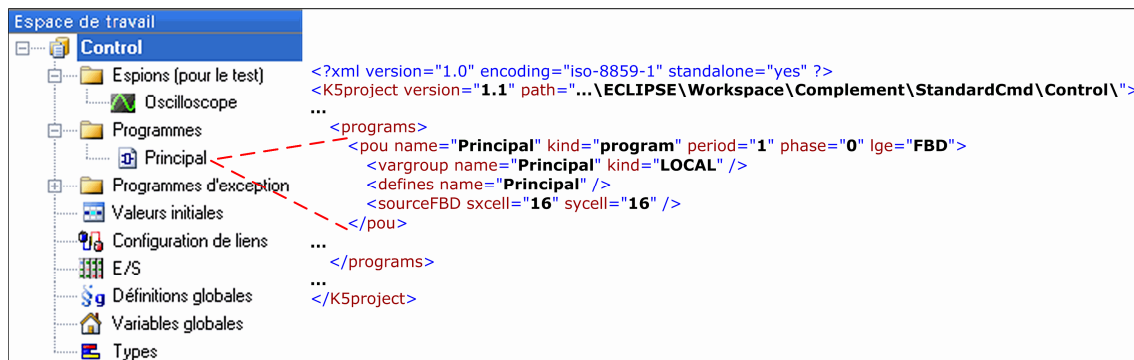 Espace de travail
Control
Espions (pour le test)
Oscilloscope
Programmes
Principal
Programmes d'exception
Valeurs initiales
Configuration de liens
E/S
Définitions globales
Variables globales
Types
<?xml version="1.0" encoding="iso-8859-1" standalone="yes" ?>
<K5project version="1.1" path="...\ECLIPSE\Workspace\Complement\StandardCmd\Control\">
...
<programs>
<pou name="Principal" kind="program" period="1" phase="0" lge="FBD">
<vargroup name="Principal" kind="LOCAL" />
<defines name="Principal" />
<sourceFBD sxcell="16" sycell="16" />
</pou>
...
</programs>
...
</K5project>